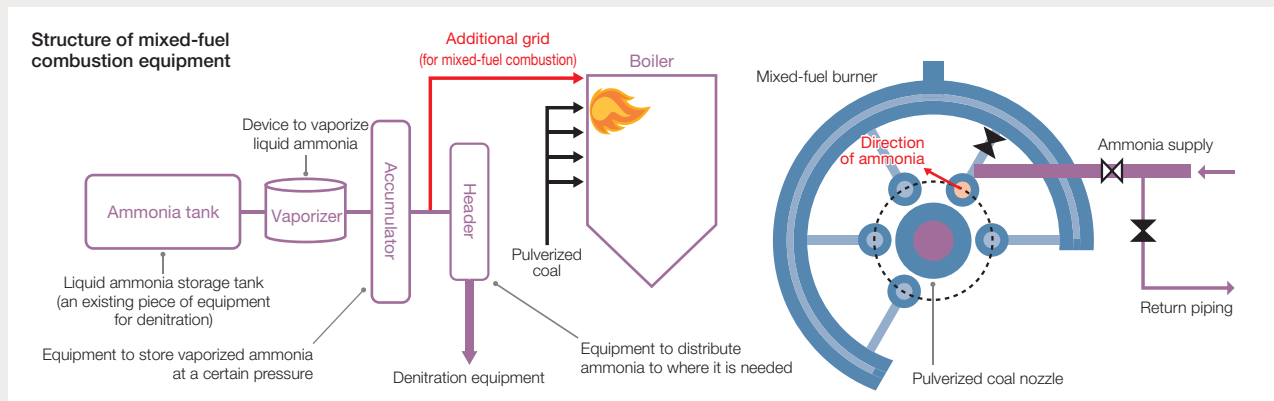 Structure of mixed-fuel
combustion equipment
Additional grid
(for mixed-fuel combustion)
Boiler
Device to vaporize
liquid ammonia
Ammonia tank
Vaporizer
Accumulator
Header
Pulverized
coal
Liquid ammonia storage tank
(an existing piece of equipment
for denitration)
Equipment to store vaporized ammonia
at a certain pressure
Denitration equipment
Equipment to distribute
ammonia to where it is needed
Mixed-fuel burner
Direction
of ammonia
Ammonia supply
Return piping
Pulverized coal nozzle